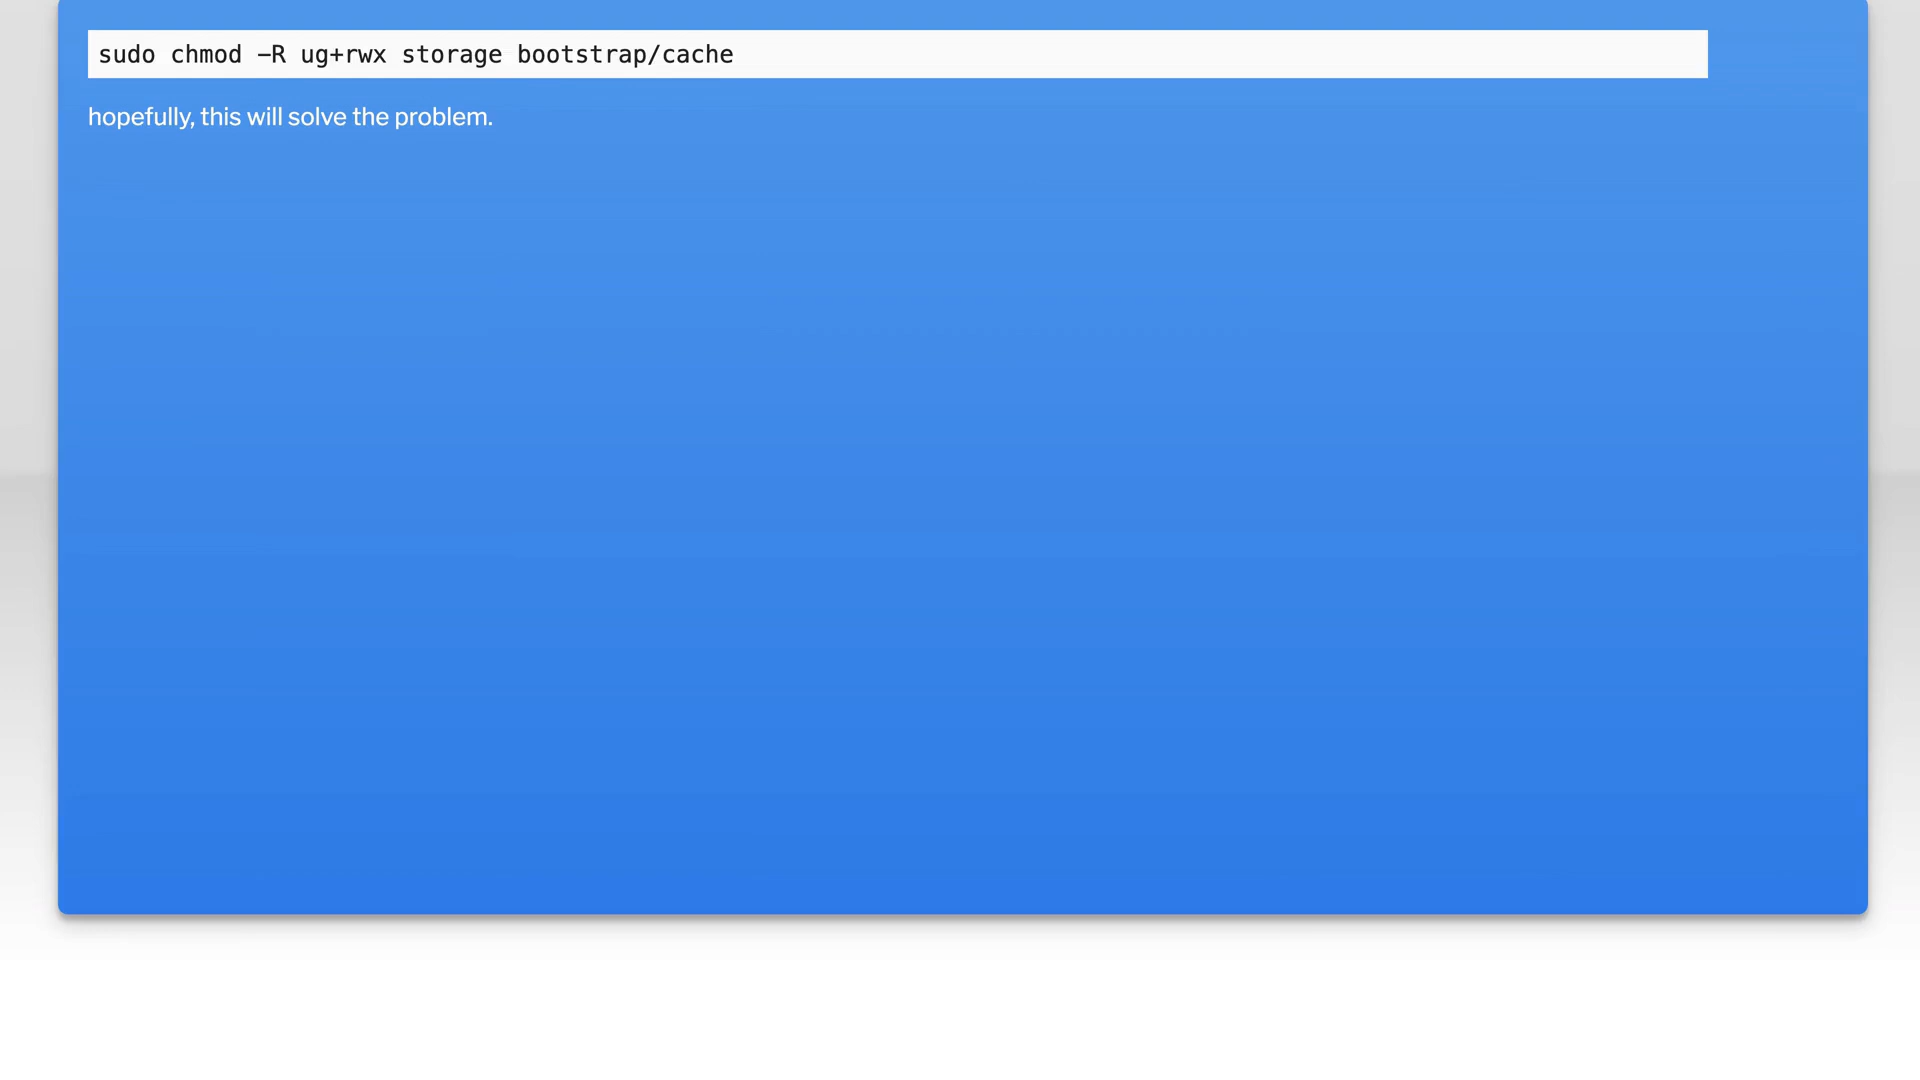 sudo chmod -R ug+rwx storage bootstrap/cache
hopefully, this will solve the problem.